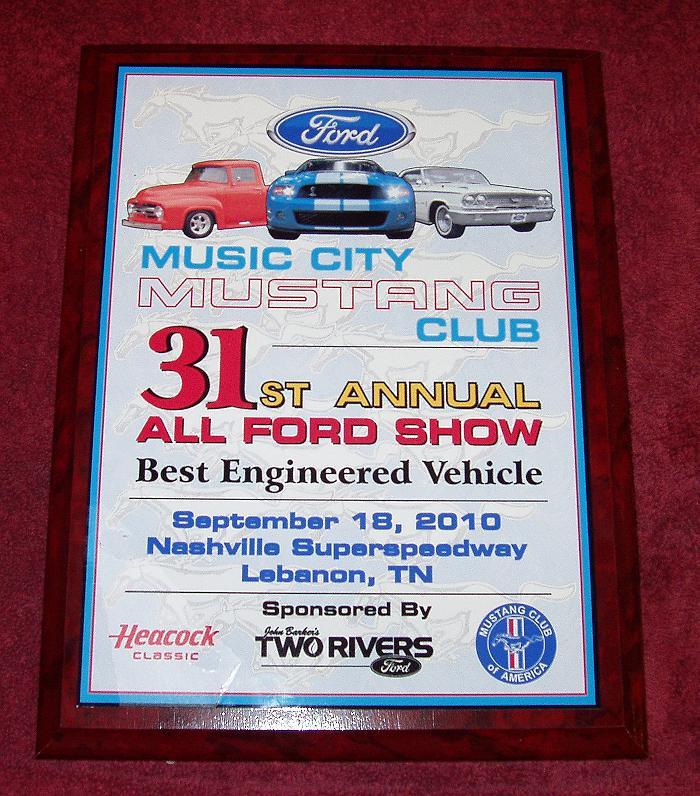 Ford
MUSIC CITY
MUSTANG
CLUB
31ST ANNUAL
ALL FORD SHOW
Best Engineered Vehicle
September 18, 2010
Nashville Superspeedway
Lebanon, TN
Sponsored By
Heacock
CLASSIC
John Barker's
TWO RIVERS
Ford
MUSTANG CLUB
of AMERICA